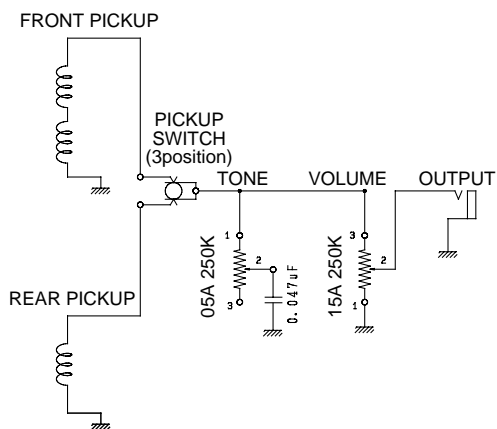 FRONT PICKUP
PICKUP
SWITCH
(3position)
TONE
VOLUME
OUTPUT
1
2
3
05A 250K
0.047uF
3
2
1
15A 250K
REAR PICKUP